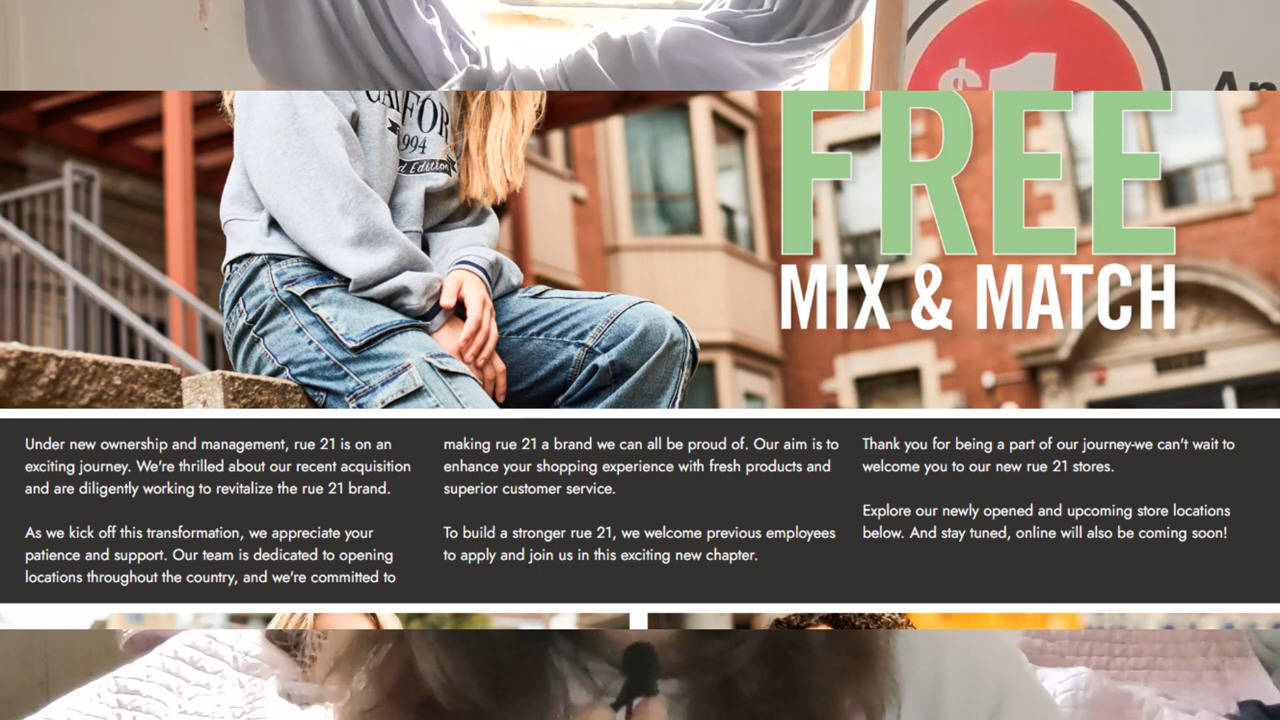 $1
FREE
MIX & MATCH
1994
Edition
Under new ownership and management, rue 21 is on an
exciting journey. We're thrilled about our recent acquisition
and are diligently working to revitalize the rue 21 brand.
As we kick off this transformation, we appreciate your
patience and support. Our team is dedicated to opening
locations throughout the country, and we're committed to
making rue 21 a brand we can all be proud of. Our aim is to
enhance your shopping experience with fresh products and
superior customer service.
To build a stronger rue 21, we welcome previous employees
to apply and join us in this exciting new chapter.
Thank you for being a part of our journey-we can't wait to
welcome you to our new rue 21 stores.
Explore our newly opened and upcoming store locations
below. And stay tuned, online will also be coming soon!